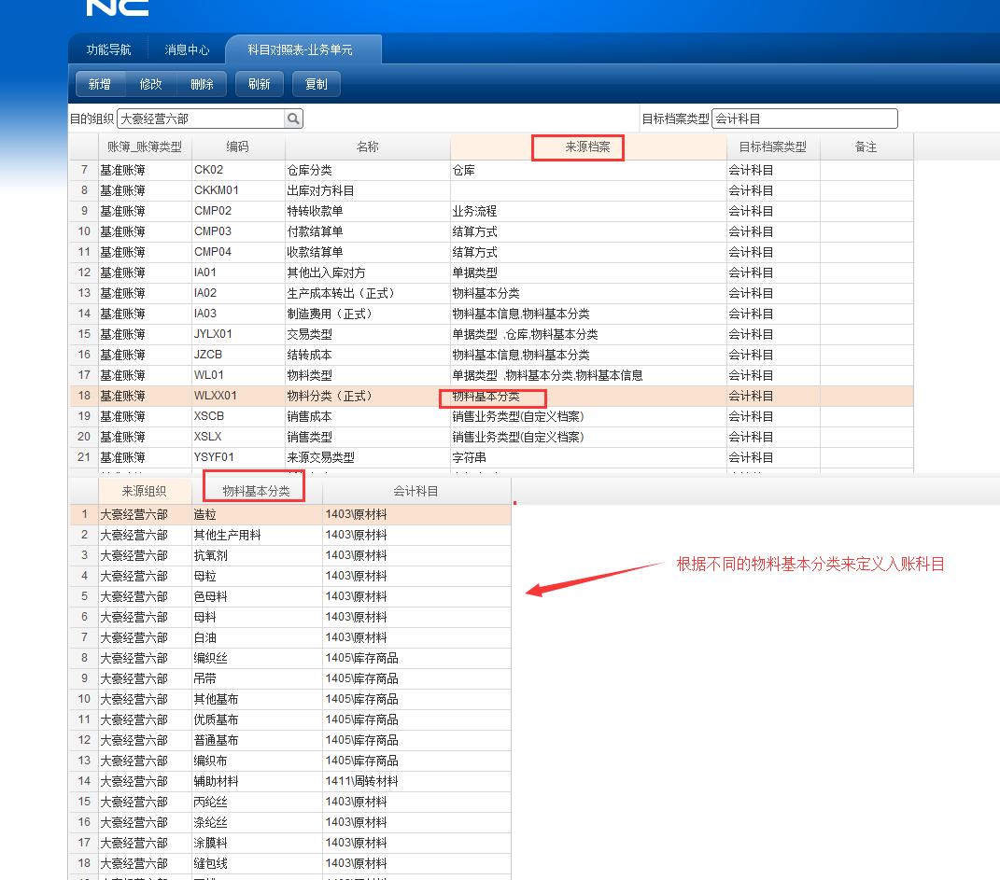 NC
功能导航 消息中心 科目对照表-业务单元
新增 修改 删除 刷新 复制
目的组织 大豪经营六部 目标档案类型 会计科目
账簿_账簿类型 编码 名称 来源档案 目标档案类型 备注
7 基准账簿 CK02 仓库分类 仓库 会计科目
8 基准账簿 CKKM01 出库对方科目 会计科目
9 基准账簿 CMP02 特转收款单 业务流程 会计科目
10 基准账簿 CMP03 付款结算单 结算方式 会计科目
11 基准账簿 CMP04 收款结算单 结算方式 会计科目
12 基准账簿 IA01 其他出入库对方 单据类型 会计科目
13 基准账簿 IA02 生产成本转出（正式） 物料基本分类 会计科目
14 基准账簿 IA03 制造费用（正式） 物料基本信息,物料基本分类 会计科目
15 基准账簿 JYLX01 交易类型 单据类型 ,仓库,物料基本分类 会计科目
16 基准账簿 JZCB 结转成本 物料基本信息,物料基本分类 会计科目
17 基准账簿 WL01 物料类型 单据类型 ,物料基本分类,物料基本信息 会计科目
18 基准账簿 WLXX01 物料分类（正式） 物料基本分类 会计科目
19 基准账簿 XSCB 销售成本 销售业务类型(自定义档案) 会计科目
20 基准账簿 XSLX 销售类型 销售业务类型(自定义档案) 会计科目
21 基准账簿 YSYF01 来源交易类型 字符串 会计科目
来源组织 物料基本分类 会计科目
1 大豪经营六部 造粒 1403\原材料
2 大豪经营六部 其他生产用料 1403\原材料
3 大豪经营六部 抗氧剂 1403\原材料
根据不同的物料基本分类来定义入账科目
4 大豪经营六部 母粒 1403\原材料
5 大豪经营六部 色母料 1403\原材料
6 大豪经营六部 母料 1403\原材料
7 大豪经营六部 白油 1403\原材料
8 大豪经营六部 编织丝 1405\库存商品
9 大豪经营六部 吊带 1405\库存商品
10 大豪经营六部 其他基布 1405\库存商品
11 大豪经营六部 优质基布 1405\库存商品
12 大豪经营六部 普通基布 1405\库存商品
13 大豪经营六部 编织布 1405\库存商品
14 大豪经营六部 辅助材料 1411\周转材料
15 大豪经营六部 丙纶丝 1403\原材料
16 大豪经营六部 涤纶丝 1403\原材料
17 大豪经营六部 涂膜料 1403\原材料
18 大豪经营六部 缝包线 1403\原材料